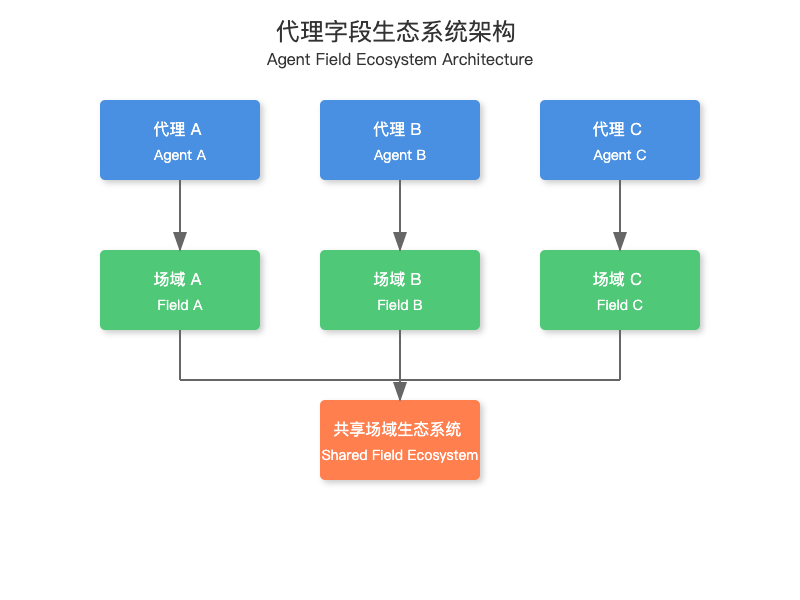 代理字段生态系统架构
Agent Field Ecosystem Architecture
代理 A
Agent A
代理 B
Agent B
代理 C
Agent C
场域 A
Field A
场域 B
Field B
场域 C
Field C
共享场域生态系统
Shared Field Ecosystem